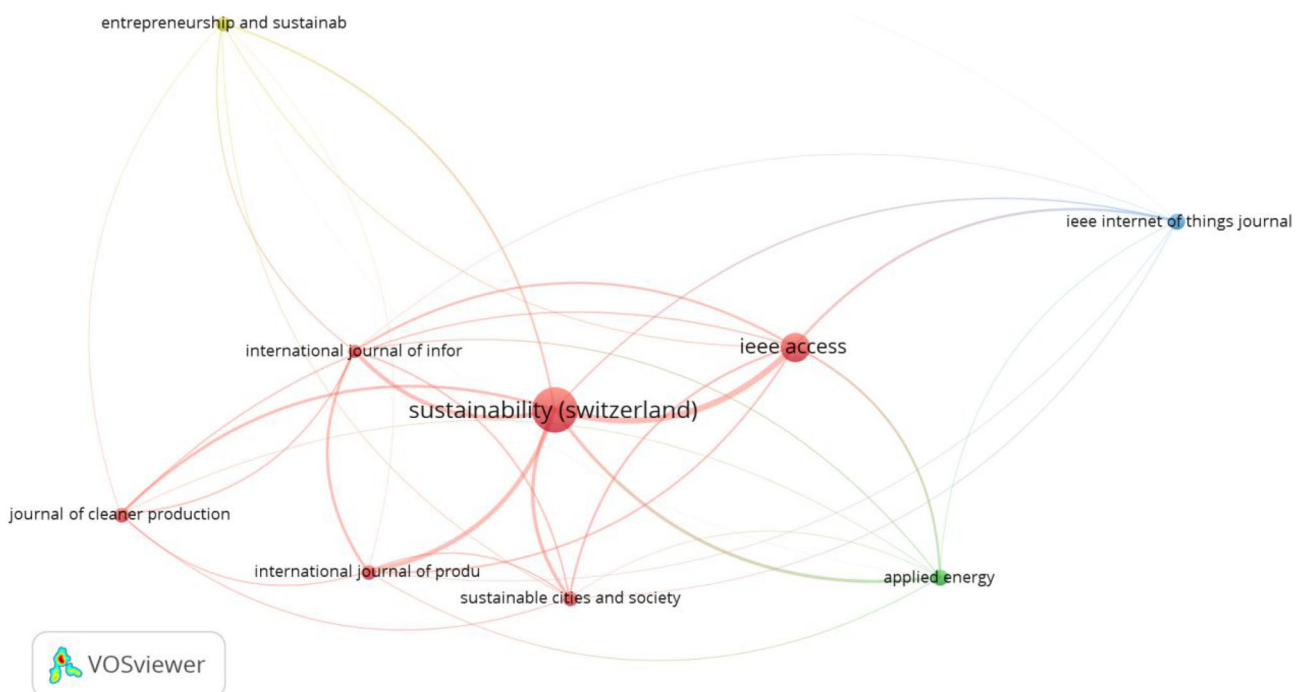 entrepreneurship and sustainab
ieee internet of things journal
international journal of infor
ieee access
sustainability (switzerland)
journal of cleaner production
international journal of produ
applied energy
sustainable cities and society
VOSviewer